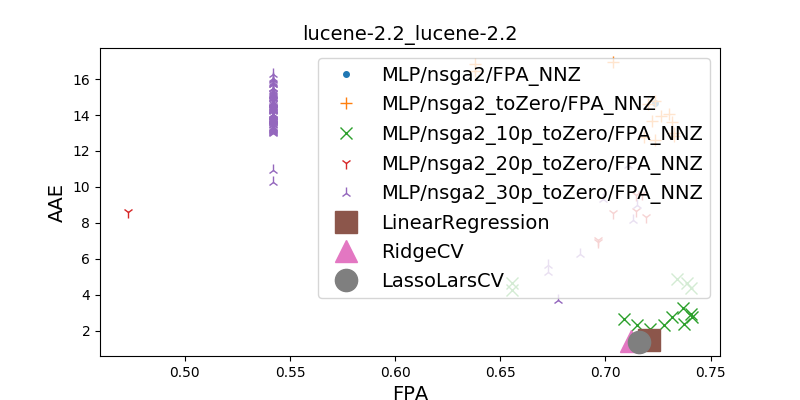 lucene-2.2_lucene-2.2
16
14
12
10
8
6
4
2
AAE
MLP/nsga2/FPA_NNZ
MLP/nsga2_toZero/FPA_NNZ
MLP/nsga2_10p_toZero/FPA_NNZ
MLP/nsga2_20p_toZero/FPA_NNZ
MLP/nsga2_30p_toZero/FPA_NNZ
LinearRegression
RidgeCV
LassoLarsCV
0.50 0.55 0.60 0.65 0.70 0.75
FPA